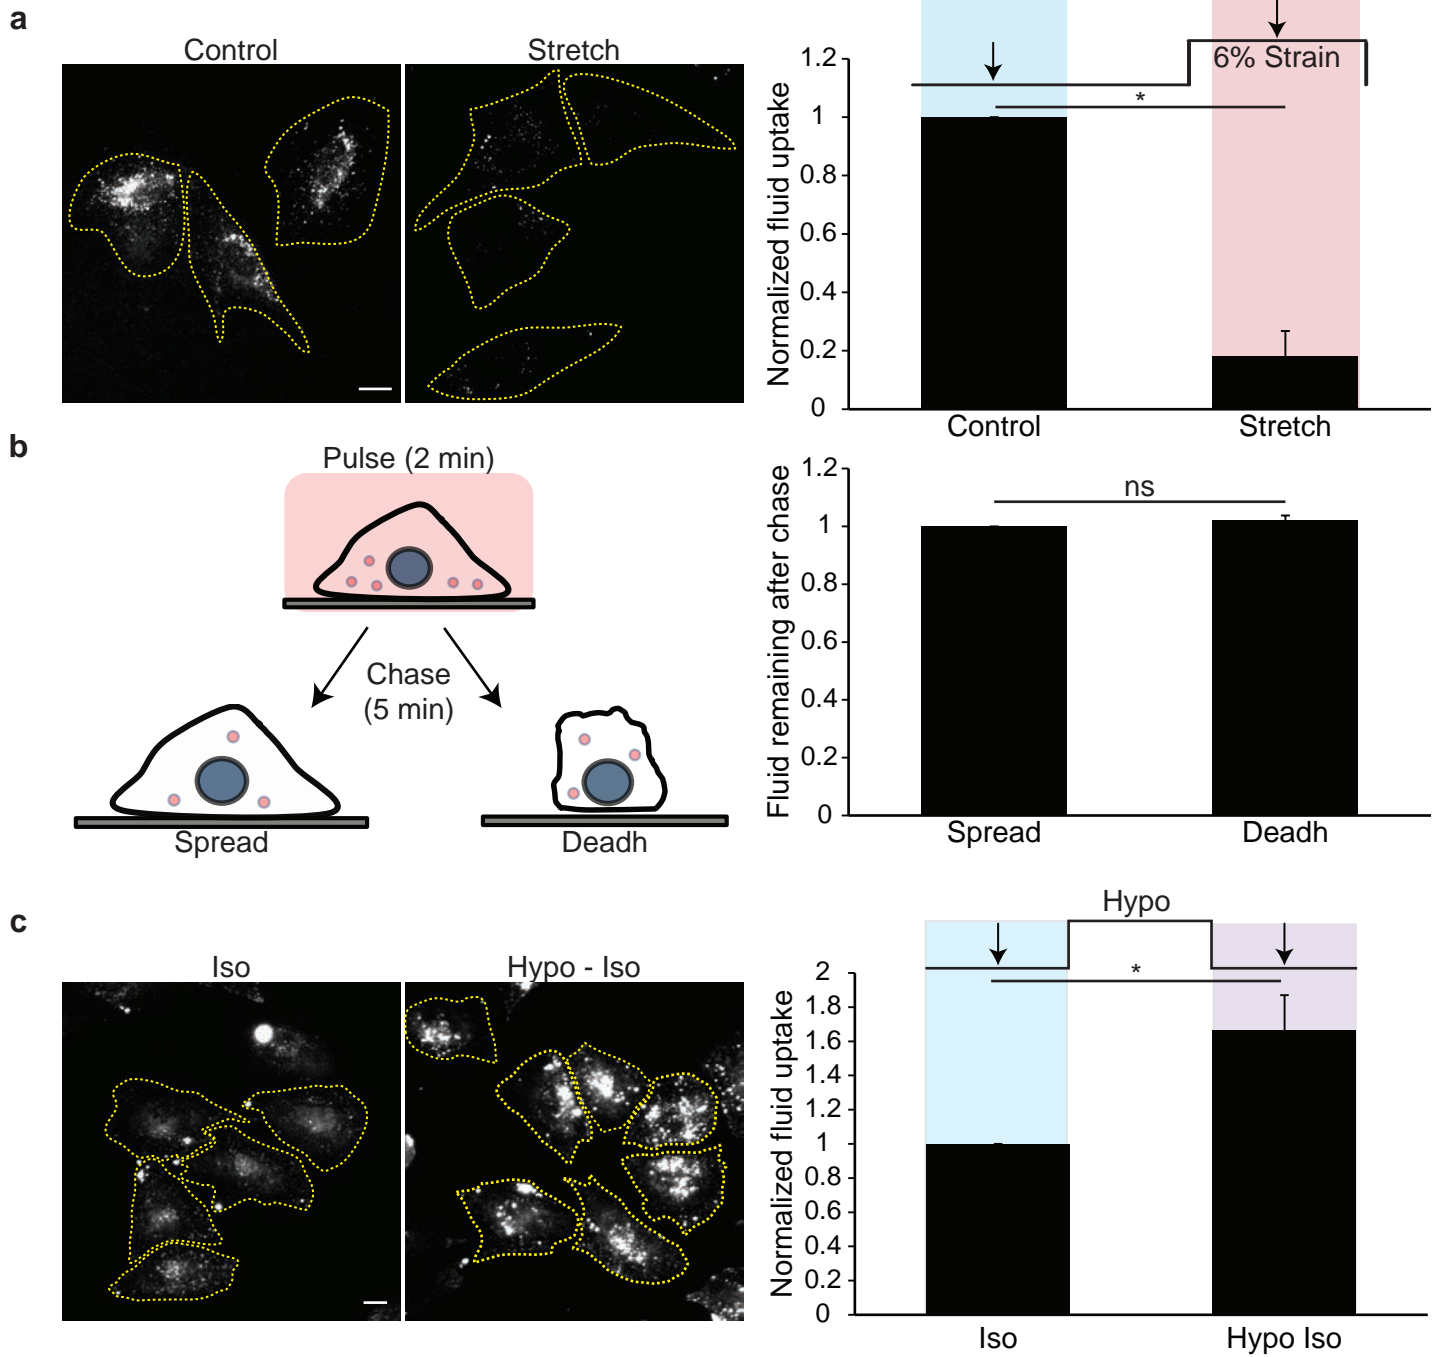 a
Control
Stretch
6% Strain
*
Normalized fluid uptake
1.2
1
0.8
0.6
0.4
0.2
0
Control
Stretch
b
Pulse (2 min)
Chase
(5 min)
Spread
Deadh
ns
Fluid remaining after chase
1.2
1
0.8
0.6
0.4
0.2
0
Spread
Deadh
c
Iso
Hypo - Iso
Hypo
*
Normalized fluid uptake
2
1.8
1.6
1.4
1.2
1
0.8
0.6
0.4
0.2
0
Iso
Hypo Iso